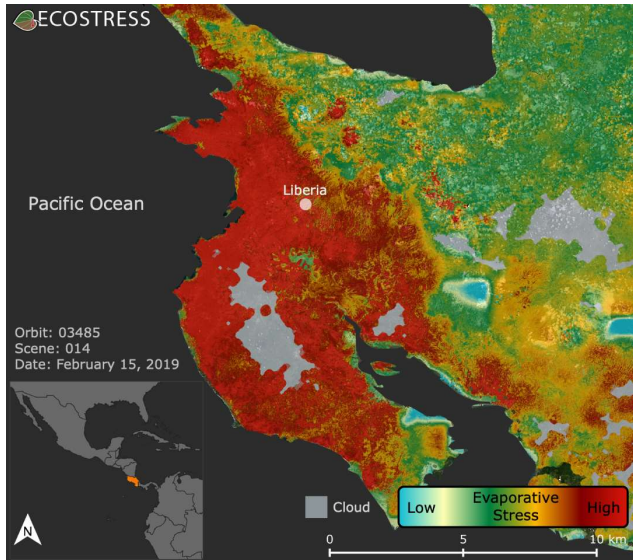 ECOSTRESS
Liberia
Pacific Ocean
Orbit: 03485
Scene: 014
Date: February 15, 2019
N
Cloud
Low
Evaporative
Stress
High
0
5
10 km